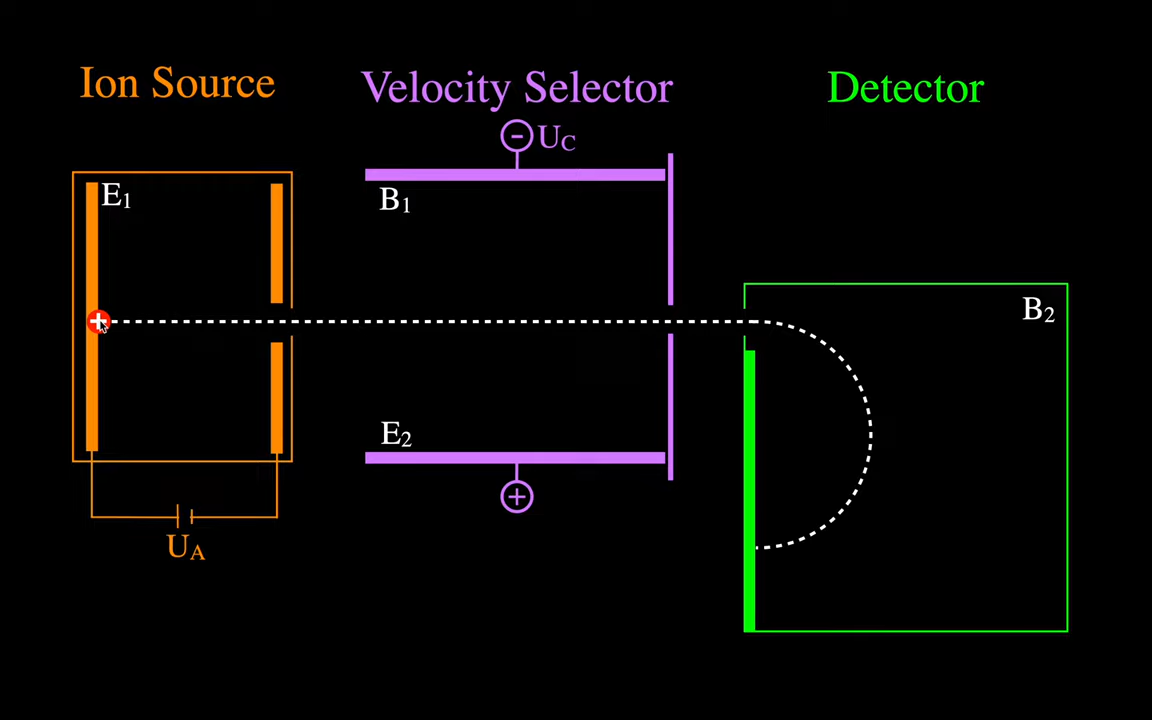 Ion Source
Velocity Selector
Detector
− U_C
E₁
B₁
B₂
+
E₂
+
U_A